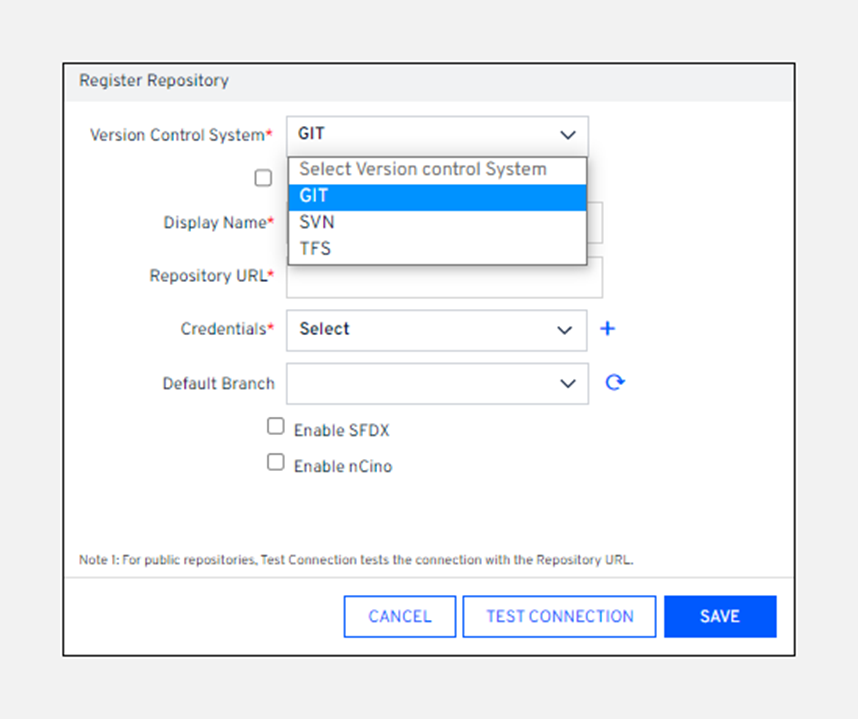 Register Repository
Version Control System* GIT
Select Version control System
GIT
SVN
TFS
Display Name*
Repository URL*
Credentials* Select +
Default Branch
Enable SFDX
Enable nCino
Note 1: For public repositories, Test Connection tests the connection with the Repository URL.
CANCEL TEST CONNECTION SAVE